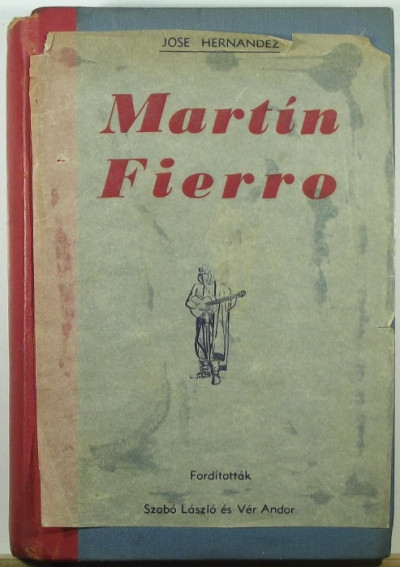 JOSE HERNANDEZ
Martín
Fierro
Fordították
Szabó László és Vér Andor